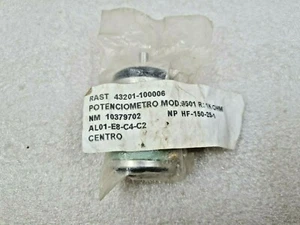 RAST 43201-100006
POTENCIOMETRO MOD:8501 R:1K OHM
NM 10379702 NP HF-150-25-1
AL01-E8-C4-C2
CENTRO